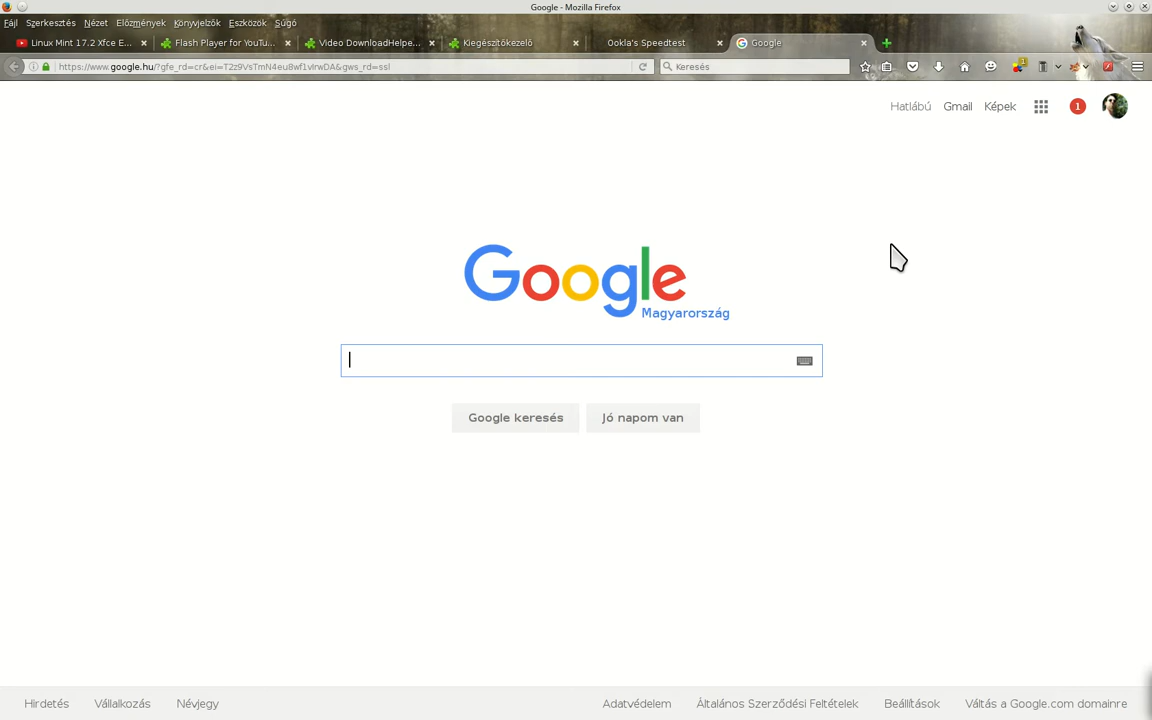 Google - Mozilla Firefox
Fájl Szerkesztés Nézet Előzmények Könyvjelzők Eszközök Súgó
Linux Mint 17.2 Xfce E... Flash Player for YouTu... Video DownloadHelpe... Kiegészítőkezelő Ookla's Speedtest Google
https://www.google.hu/?gfe_rd=cr&ei=T2z9VsTmN4eu8wf1vIrwDA&gws_rd=ssl Keresés
Hatlábú Gmail Képek 1
Google
Magyarország
Google keresés Jó napom van
Hirdetés Vállalkozás Névjegy Adatvédelem Általános Szerződési Feltételek Beállítások Váltás a Google.com domainre